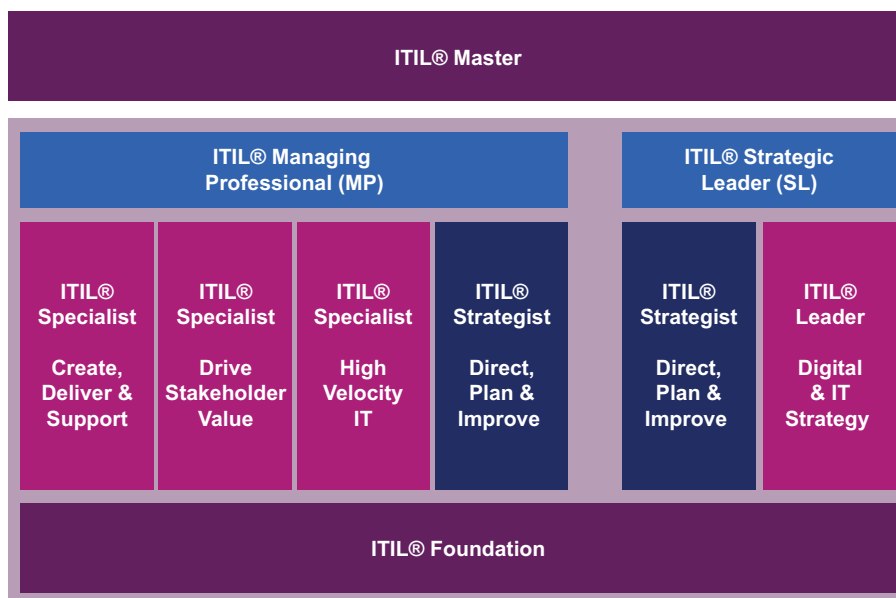 ITIL® Master
ITIL® Managing
Professional (MP)
ITIL® Strategic
Leader (SL)
ITIL®
Specialist
Create,
Deliver &
Support
ITIL®
Specialist
Drive
Stakeholder
Value
ITIL®
Specialist
High
Velocity
IT
ITIL®
Strategist
Direct,
Plan &
Improve
ITIL®
Strategist
Direct,
Plan &
Improve
ITIL®
Leader
Digital
& IT
Strategy
ITIL® Foundation